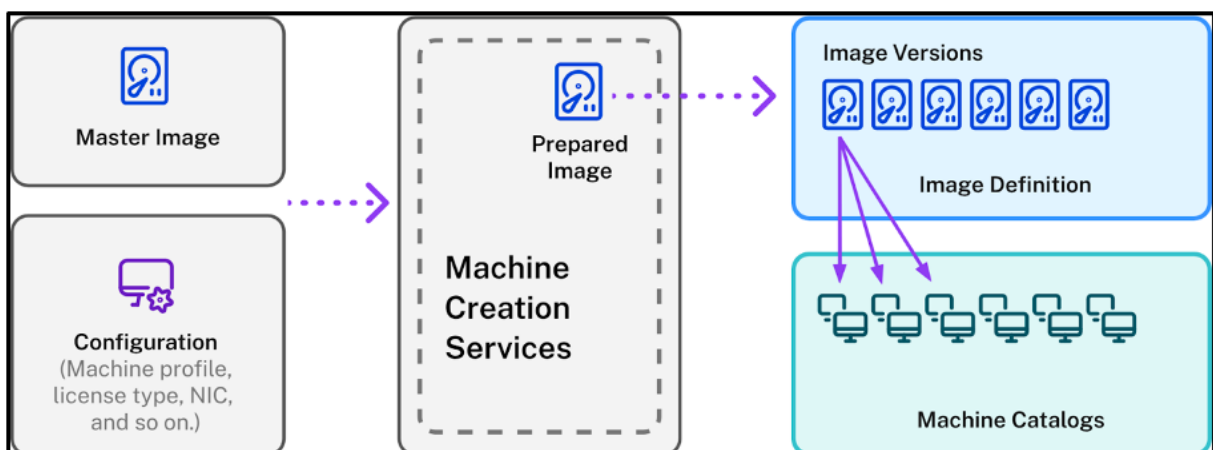 Master Image
Configuration
(Machine profile,
license type, NIC,
and so on.)
Prepared
Image
Machine
Creation
Services
Image Versions
Image Definition
Machine Catalogs